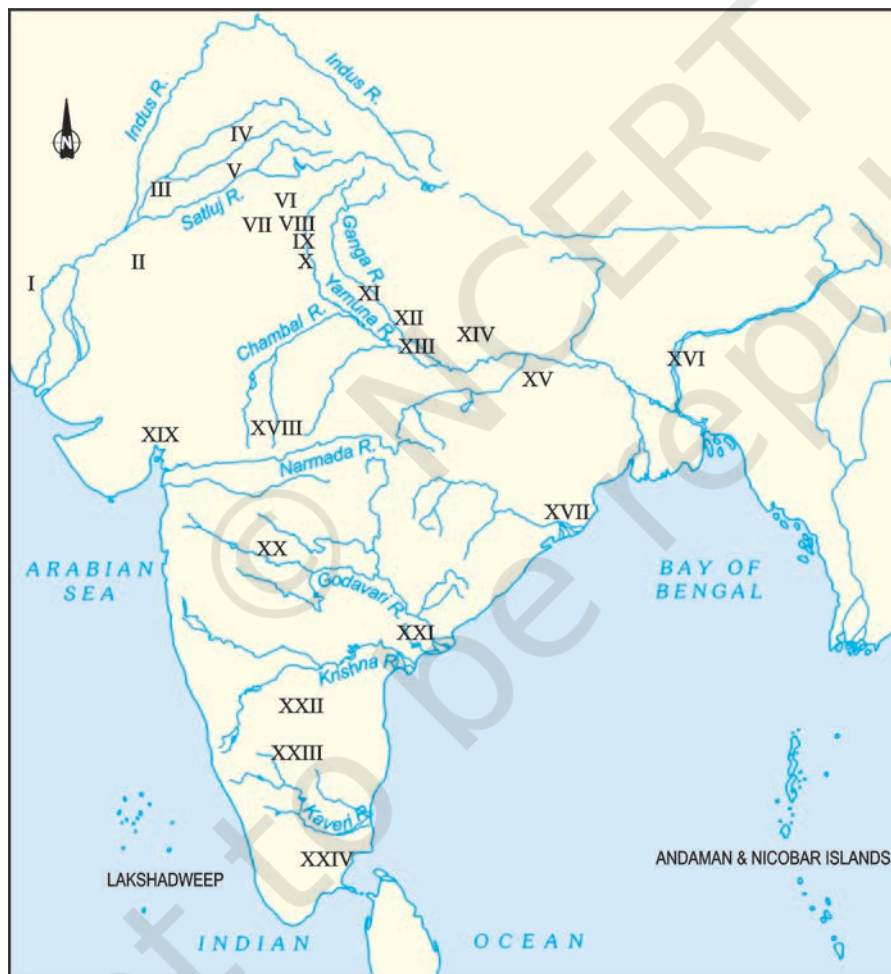 Indus R.
Indus R.
N
IV
V
III
Satluj R.
VI
VII
VIII
IX
X
II
I
Ganga R.
Yamuna R.
XI
XII
XIII
XIV
Chambal R.
XV
XVI
XVIII
XIX
Narmada R.
XVII
XX
Godavari R.
ARABIAN
SEA
BAY OF
BENGAL
XXI
Krishna R.
XXII
XXIII
Kaveri R.
XXIV
LAKSHADWEEP
ANDAMAN & NICOBAR ISLANDS
INDIAN OCEAN
© NCERT
not to be repu